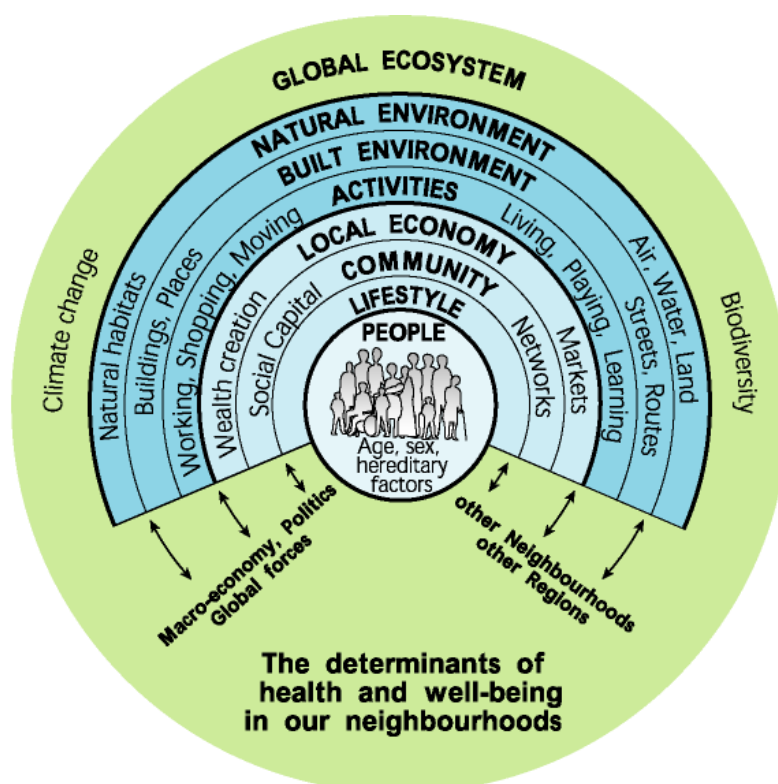 GLOBAL ECOSYSTEM
NATURAL ENVIRONMENT
BUILT ENVIRONMENT
ACTIVITIES
LOCAL ECONOMY
COMMUNITY
LIFESTYLE
PEOPLE
Age, sex,
hereditary
factors
Climate change
Natural habitats
Buildings, Places
Working, Shopping, Moving
Wealth creation
Social Capital
Networks
Markets
Living, Playing, Learning
Streets, Routes
Air, Water, Land
Biodiversity
Macro-economy, Politics
Global forces
other Neighbourhoods
other Regions
The determinants of
health and well-being
in our neighbourhoods